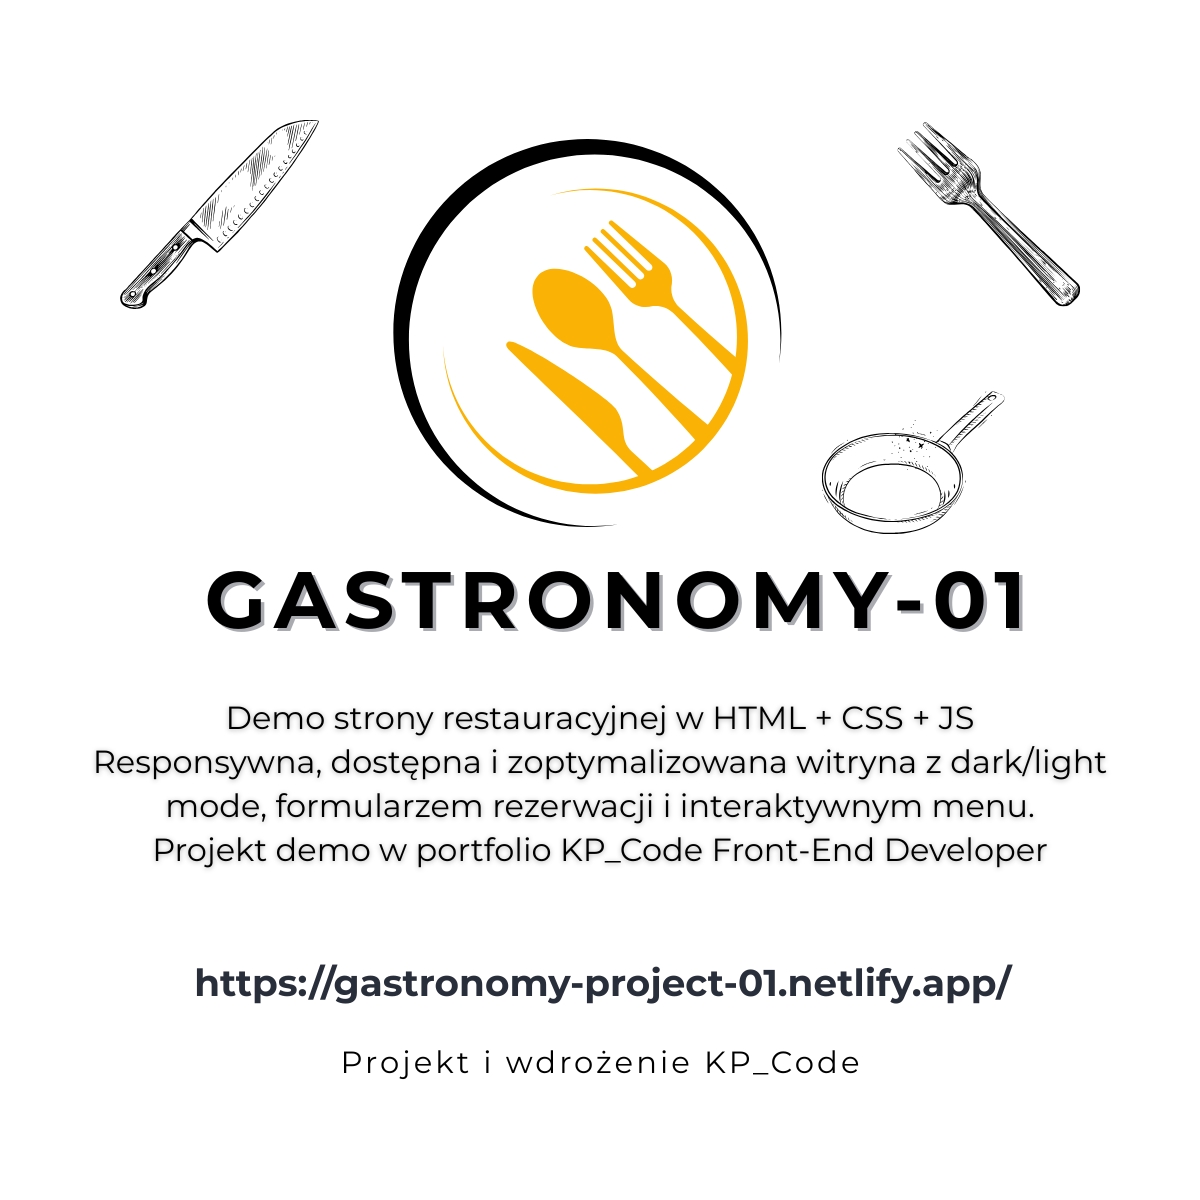 GASTRONOMY-01
Demo strony restauracyjnej w HTML + CSS + JS
Responsywna, dostępna i zoptymalizowana witryna z dark/light
mode, formularzem rezerwacji i interaktywnym menu.
Projekt demo w portfolio KP_Code Front-End Developer
https://gastronomy-project-01.netlify.app/
Projekt i wdrożenie KP_Code